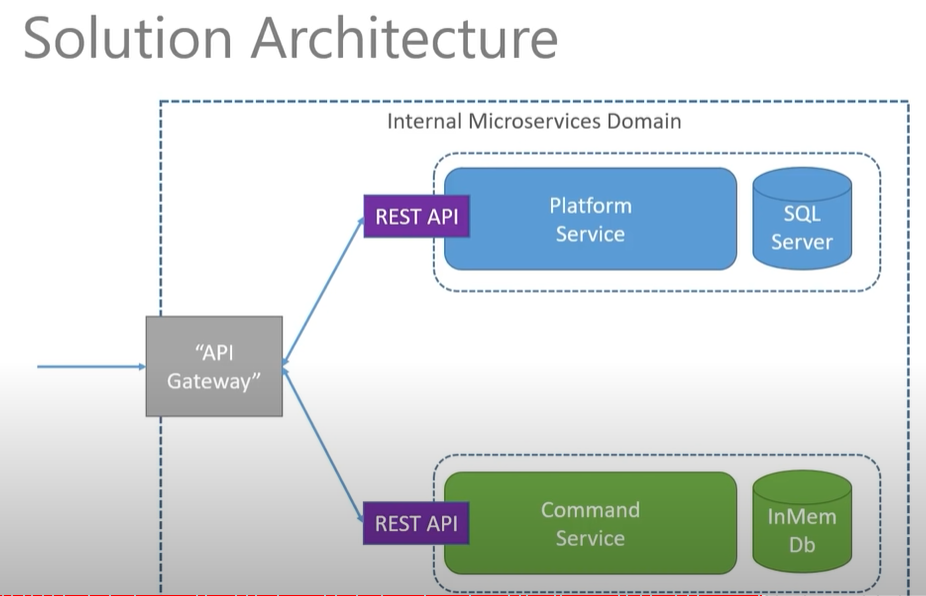 Solution Architecture
Internal Microservices Domain
REST API
Platform
Service
SQL
Server
“API
Gateway”
REST API
Command
Service
InMem
Db